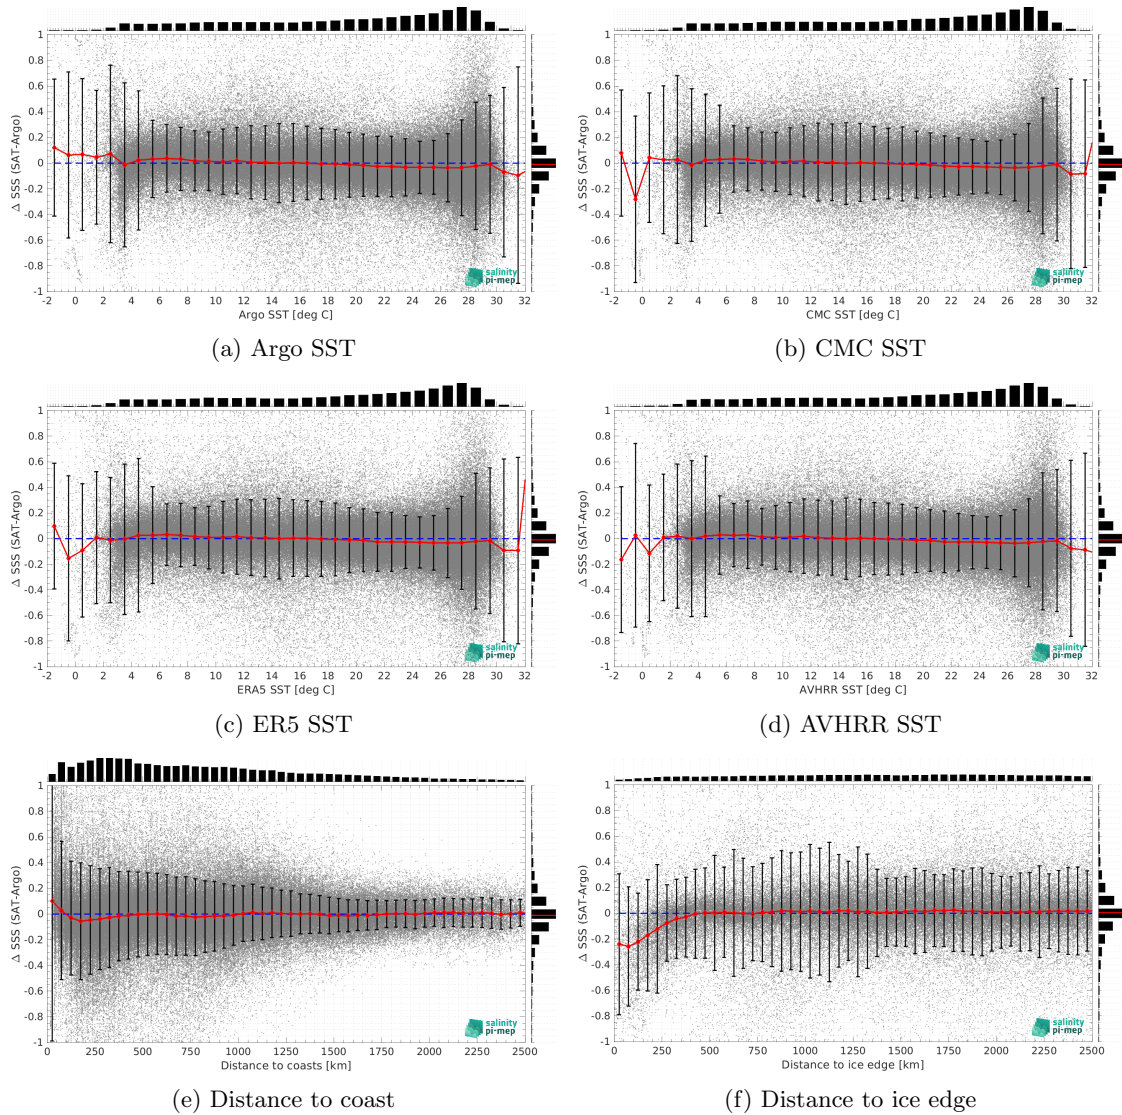 1
0.8
0.6
0.4
0.2
0
-0.2
-0.4
-0.6
-0.8
-1
Δ SSS (SAT-Argo)
-2 0 2 4 6 8 10 12 14 16 18 20 22 24 26 28 30 32
Argo SST [deg C]
salinity
pi-mep
(a) Argo SST
1
0.8
0.6
0.4
0.2
0
-0.2
-0.4
-0.6
-0.8
-1
Δ SSS (SAT-Argo)
-2 0 2 4 6 8 10 12 14 16 18 20 22 24 26 28 30 32
CMC SST [deg C]
salinity
pi-mep
(b) CMC SST
1
0.8
0.6
0.4
0.2
0
-0.2
-0.4
-0.6
-0.8
-1
Δ SSS (SAT-Argo)
-2 0 2 4 6 8 10 12 14 16 18 20 22 24 26 28 30 32
ERA5 SST [deg C]
salinity
pi-mep
(c) ER5 SST
1
0.8
0.6
0.4
0.2
0
-0.2
-0.4
-0.6
-0.8
-1
Δ SSS (SAT-Argo)
-2 0 2 4 6 8 10 12 14 16 18 20 22 24 26 28 30 32
AVHRR SST [deg C]
salinity
pi-mep
(d) AVHRR SST
1
0.8
0.6
0.4
0.2
0
-0.2
-0.4
-0.6
-0.8
-1
Δ SSS (SAT-Argo)
0 250 500 750 1000 1250 1500 1750 2000 2250 2500
Distance to coasts [km]
salinity
pi-mep
(e) Distance to coast
1
0.8
0.6
0.4
0.2
0
-0.2
-0.4
-0.6
-0.8
-1
Δ SSS (SAT-Argo)
0 250 500 750 1000 1250 1500 1750 2000 2250 2500
Distance to ice edge [km]
salinity
pi-mep
(f) Distance to ice edge